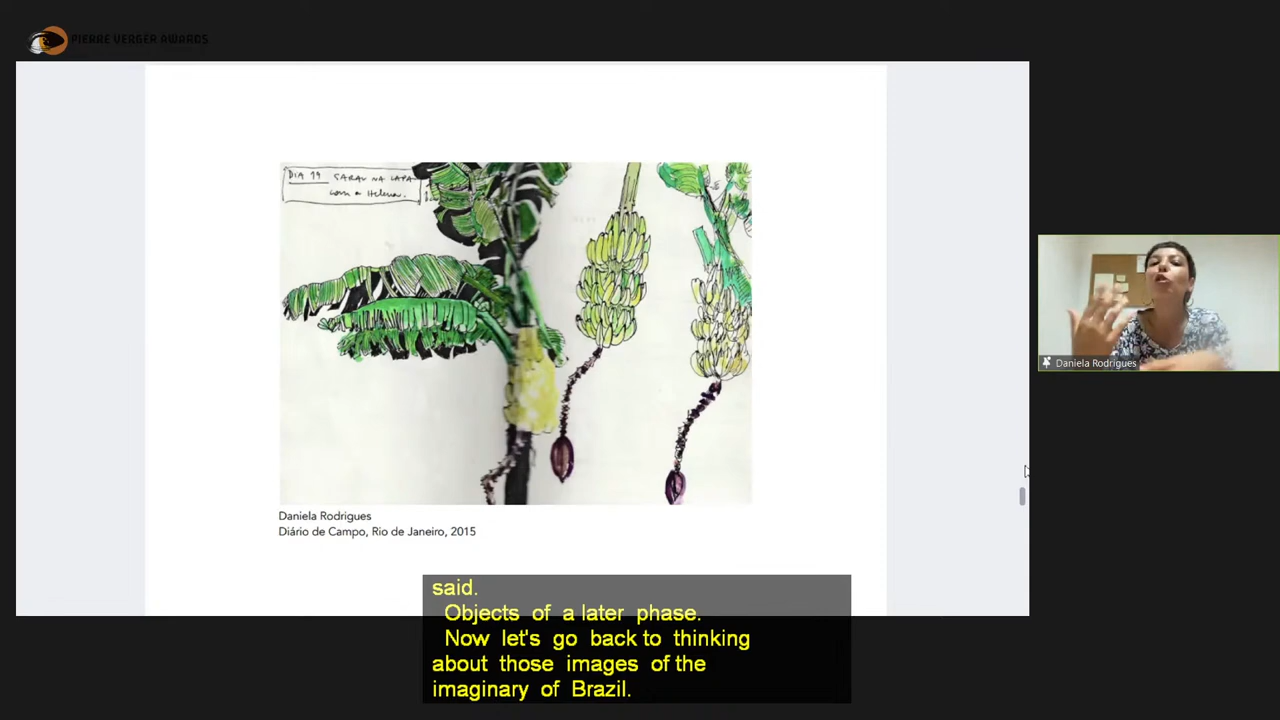 PIERRE VERGER AWARDS
DIA 19 SARAU NA LAPA
com a Helena.
Daniela Rodrigues
Diário de Campo, Rio de Janeiro, 2015
Daniela Rodrigues
said.
Objects of a later phase.
Now let's go back to thinking
about those images of the
imaginary of Brazil.